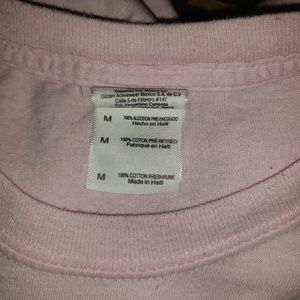 Gildan Activewear Mexico S.A. de C.V
Calle 5 de Febrero #147
M 100% ALGODON PRE-ENCOGIDO
Hecho en Haiti
M 100% COTON PRE-RETRECI
Fabriqué en Haïti
M 100% COTTON PRESHRUNK
Made in Haiti